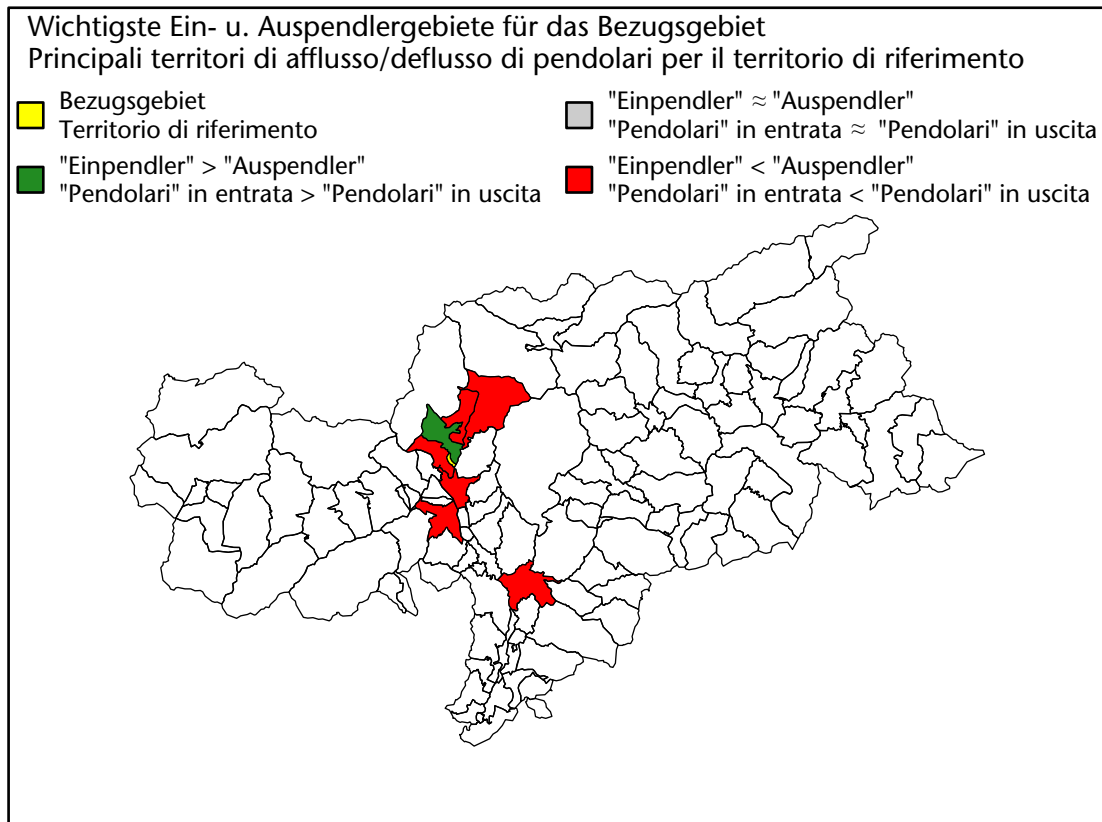 Wichtigste Ein- u. Auspendlergebiete für das Bezugsgebiet
Principali territori di afflusso/deflusso di pendolari per il territorio di riferimento
Bezugsgebiet
Territorio di riferimento
"Einpendler" > "Auspendler"
"Pendolari" in entrata > "Pendolari" in uscita
"Einpendler" ≈ "Auspendler"
"Pendolari" in entrata ≈ "Pendolari" in uscita
"Einpendler" < "Auspendler"
"Pendolari" in entrata < "Pendolari" in uscita